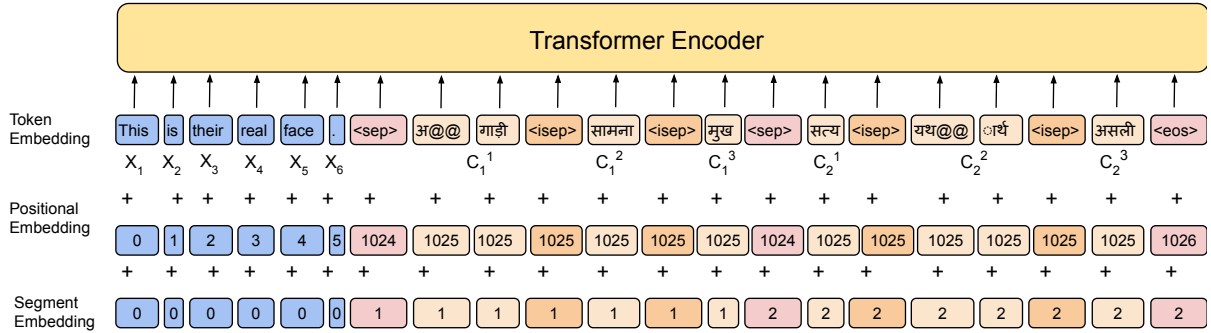 Transformer Encoder
Token Embedding
This is their real face . <sep> अ@@ गाड़ी <isep> सामना <isep> मुख <sep> सत्य <isep> यथ@@ ार्थ <isep> असली <eos>
X1 X2 X3 X4 X5 X6 C1^1 C1^2 C1^3 C2^1 C2^2 C2^3
+ + + + + + + + + + + + + + + + + + + + +
Positional Embedding
0 1 2 3 4 5 1024 1025 1025 1025 1025 1025 1025 1024 1025 1025 1025 1025 1025 1025 1026
+ + + + + + + + + + + + + + + + + + + + +
Segment Embedding
0 0 0 0 0 0 1 1 1 1 1 1 1 2 2 2 2 2 2 2 2